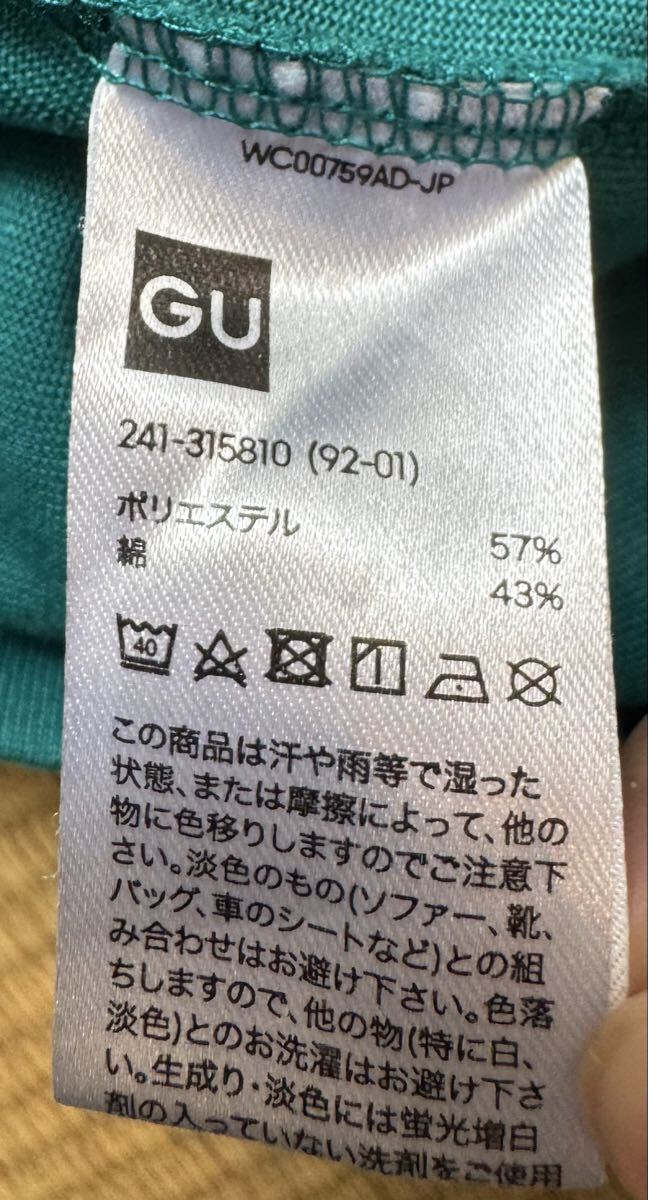 WC00759AD-JP
GU
241-315810 (92-01)
ポリエステル 57%
綿 43%
40
この商品は汗や雨等で湿った
状態、または摩擦によって、他の
物に色移りしますのでご注意下
さい。淡色のもの(ソファー、靴、
バッグ、車のシートなど)との組
み合わせはお避け下さい。色落
ちしますので、他の物(特に白、
淡色)とのお洗濯はお避け下さ
い。生成り・淡色には蛍光増白
剤の入っていない洗剤をご使用